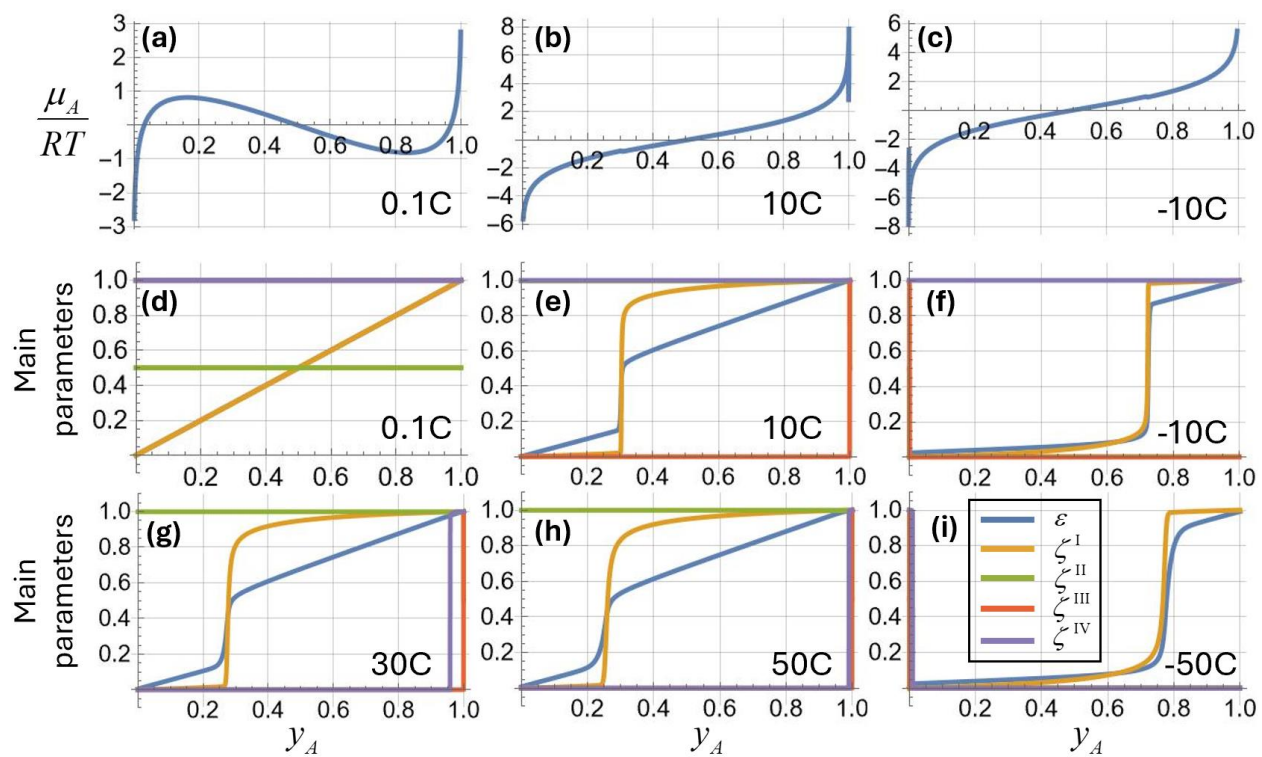 (a) (b) (c)
3 8 6
2 6 4
1 4 2
μ_A/RT
2
0.2 0.4 0.6 0.8 1.0 0.2 0.4 0.6 0.8 1.0 0.2 0.4 0.6 0.8 1.0
−1 −2 −2
−2 −4 −4
−3 −6 −6
−8
0.1C 10C -10C
(d) (e) (f)
Main parameters
1.0 1.0 1.0
0.8 0.8 0.8
0.6 0.6 0.6
0.4 0.4 0.4
0.2 0.2 0.2
0.1C 10C -10C
0.2 0.4 0.6 0.8 1.0 0.2 0.4 0.6 0.8 1.0 0.2 0.4 0.6 0.8 1.0
(g) (h) (i)
Main parameters
1.0 1.0 1.0
0.8 0.8 0.8
0.6 0.6 0.6
0.4 0.4 0.4
0.2 0.2 0.2
ε
ζ^I
ζ^II
ζ^III
ζ^IV
30C 50C -50C
0.2 0.4 0.6 0.8 1.0 0.2 0.4 0.6 0.8 1.0 0.2 0.4 0.6 0.8 1.0
y_A y_A y_A